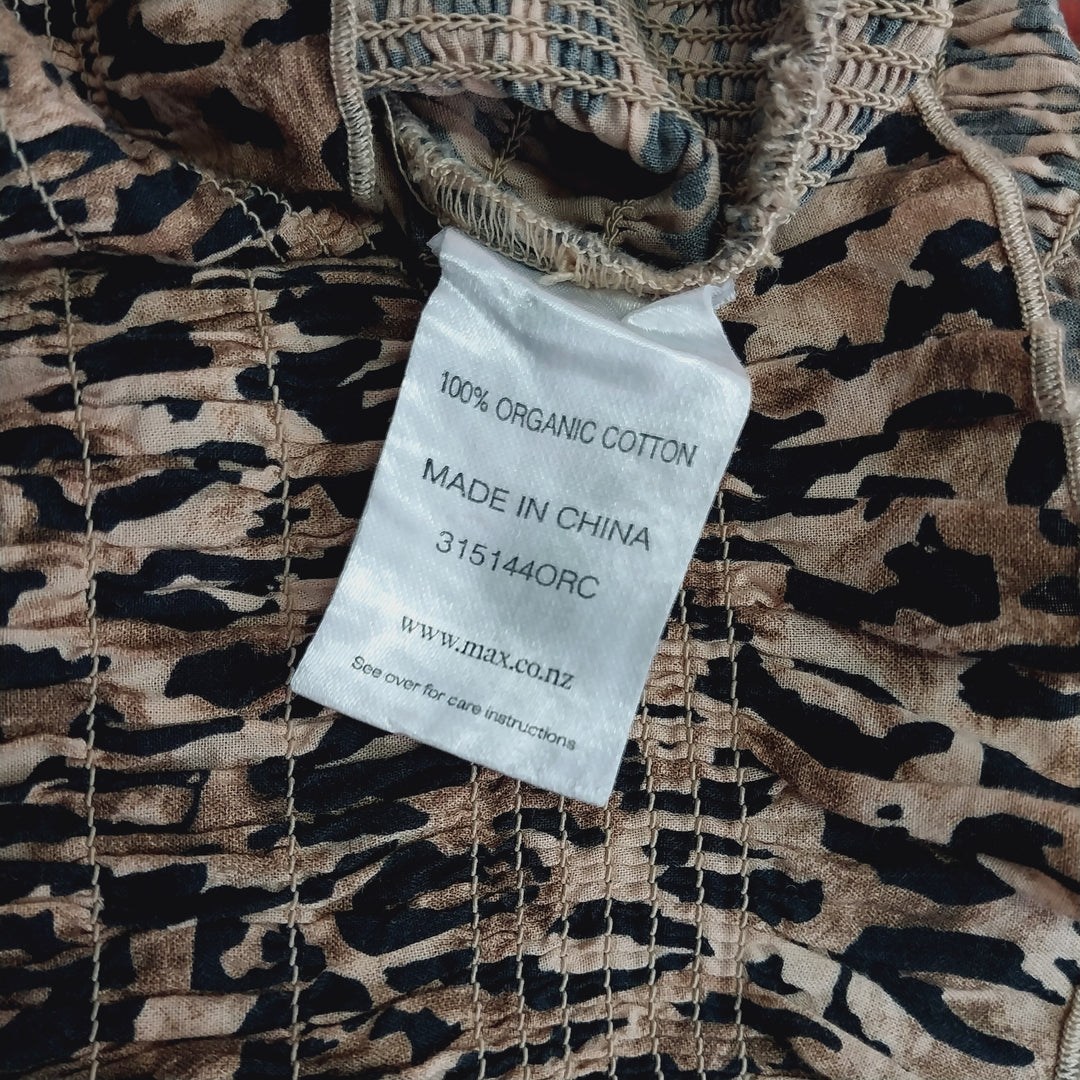 100% ORGANIC COTTON
MADE IN CHINA
315144ORC
www.max.co.nz
See over for care instructions